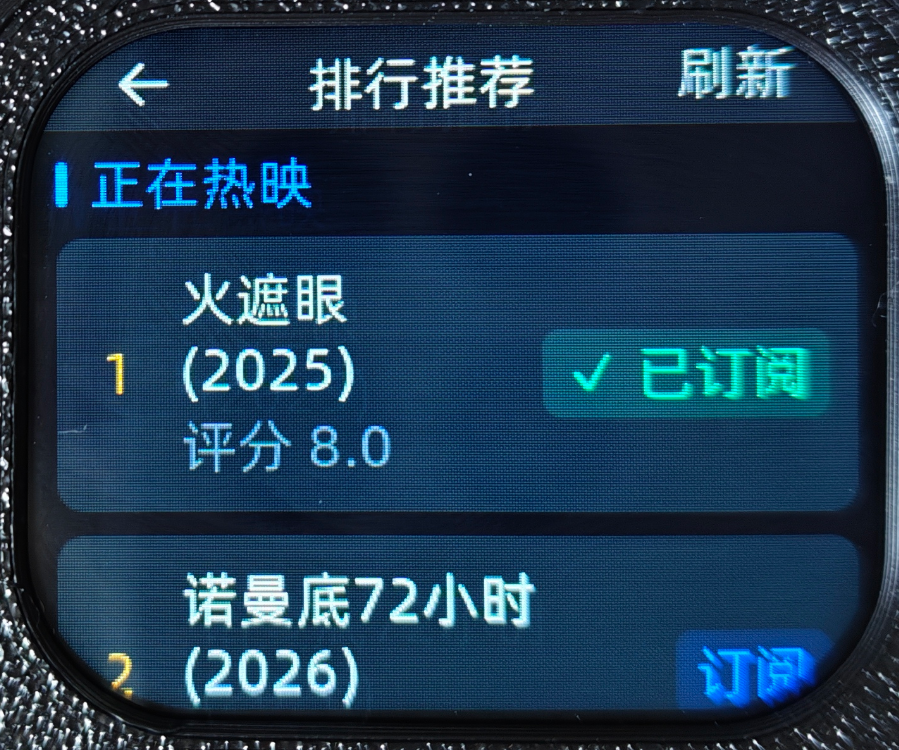 ← 排行推荐 刷新
正在热映
火遮眼
1 (2025) ✓ 已订阅
评分 8.0
诺曼底72小时
2 (2026) 订阅